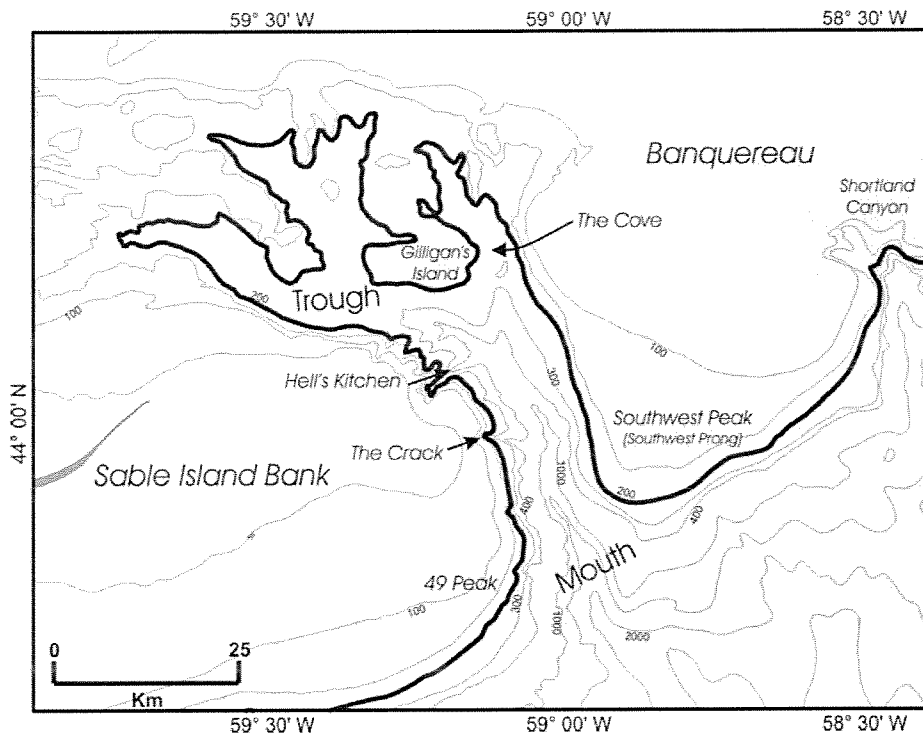 59° 30' W
59° 00' W
58° 30' W
Banquereau
Shortland
Canyon
The Cove
Gilligan's
Island
Trough
200
100
100
300
Hell's Kitchen
44° 00' N
Southwest Peak
(Southwest Prong)
The Crack
Sable Island Bank
1000
200
400
400
Mouth
49 Peak
100
300
1000
2000
0
25
Km
59° 30' W
59° 00' W
58° 30' W